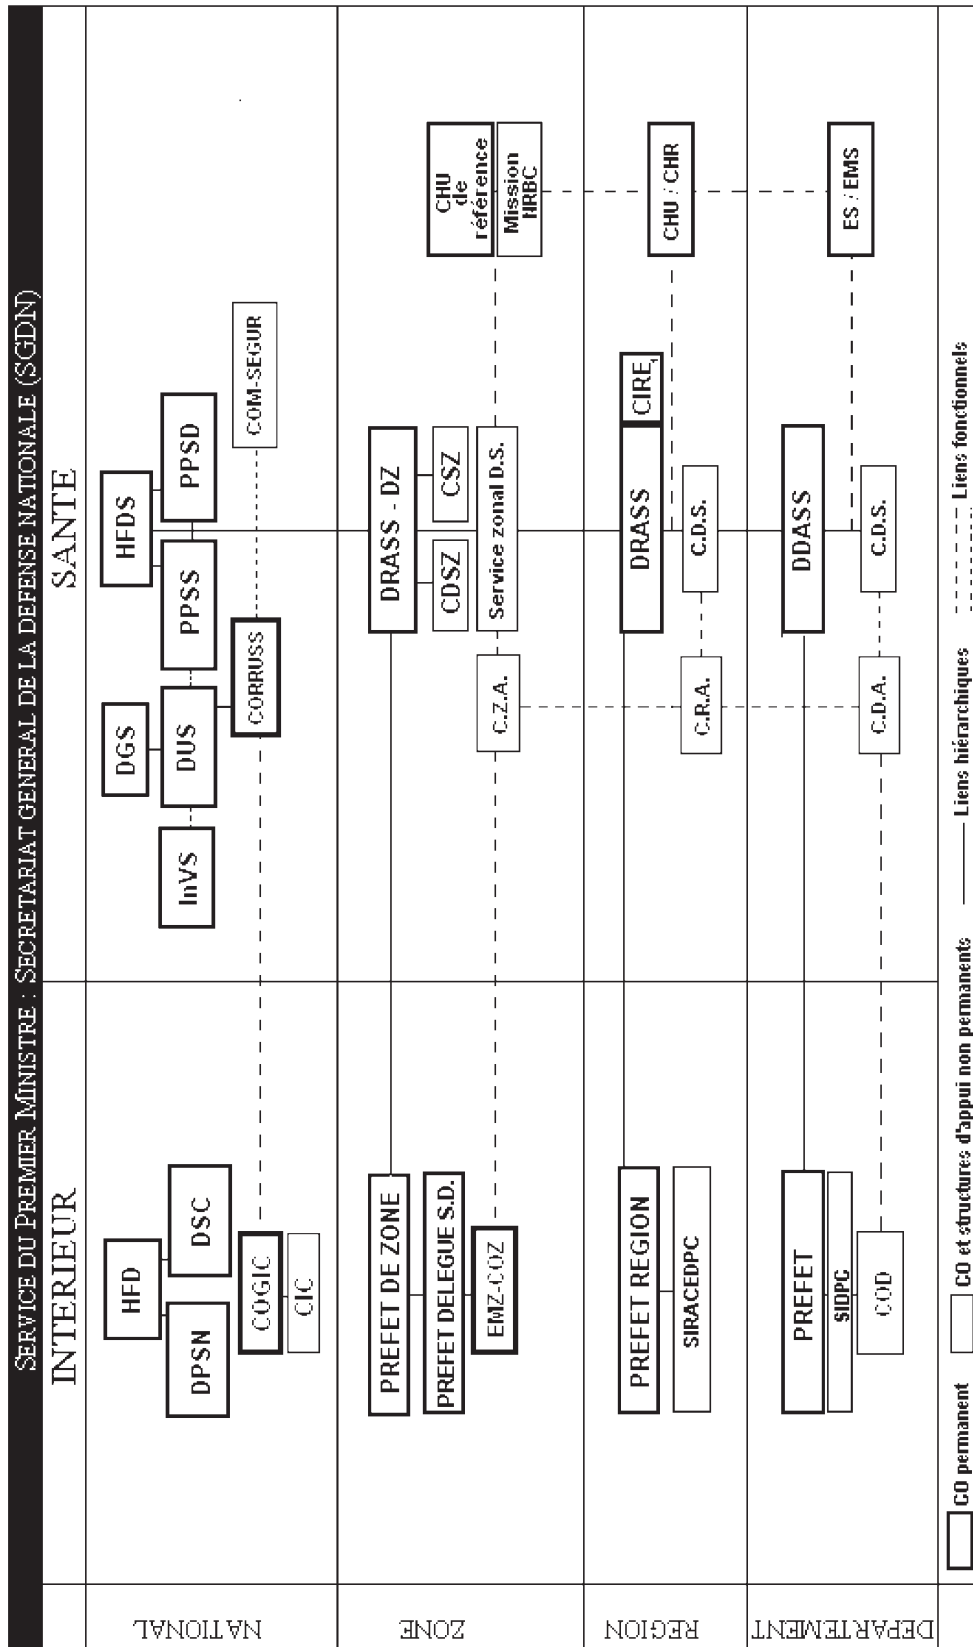 SERVICE DU PREMIER MINISTRE : SECRETARIAT GENERAL DE LA DEFENSE NATIONALE (SGDN)
INTERIEUR
SANTE
NATIONAL
HFD
DPSN
DSC
COGIC
CIC
DGS
HFDS
InVS
DUS
PPSS
PPSD
CORRUSS
COM-SEGUR
ZONE
PREFET DE ZONE
PREFET DELEGUE S.D.
EMZ-COZ
DRASS - DZ
CDSZ
CSZ
C.Z.A.
Service zonal D.S.
CHU
de
référence
Mission
NRBC
REGION
PREFET REGION
SIRACEDPC
DRASS
CIRE
C.R.A.
C.D.S.
CHU / CHR
DEPARTEMENT
PREFET
SIDPC
COD
DDASS
C.D.A.
C.D.S.
ES / EMS
CO permanent
CO et structures d'appui non permanents
Liens hiérarchiques
Liens fonctionnels